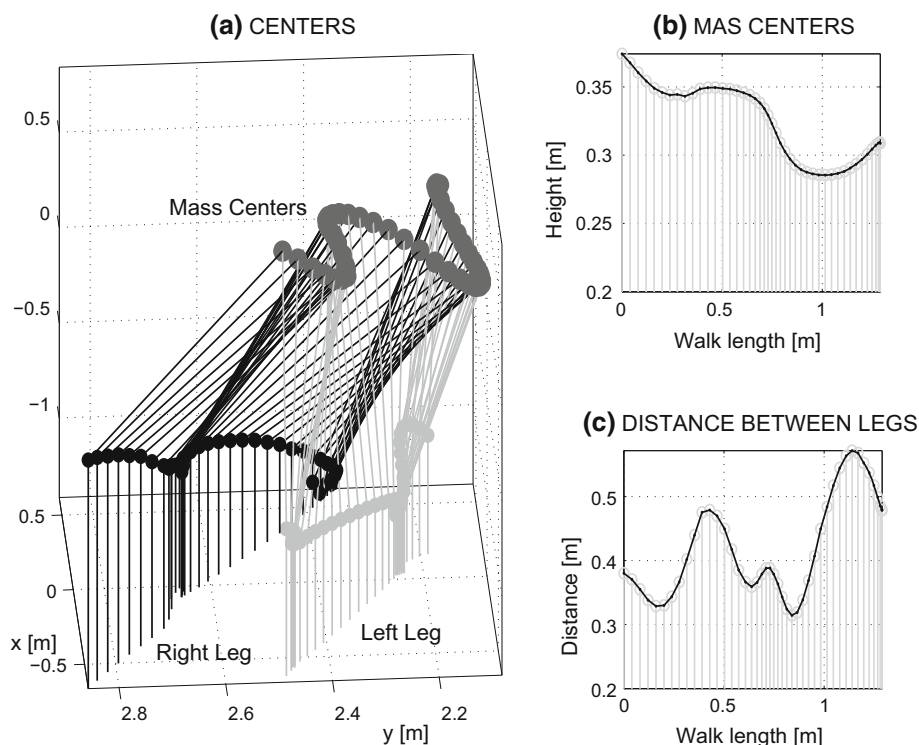 (a) CENTERS
0.5
0
−0.5
−1
Mass Centers
0.5
0
−0.5
x [m]
Right Leg
Left Leg
2.8
2.6
2.4
2.2
y [m]
(b) MAS CENTERS
0.35
0.3
0.25
0.2
Height [m]
0
0.5
1
Walk length [m]
(c) DISTANCE BETWEEN LEGS
0.5
0.4
0.3
0.2
Distance [m]
0
0.5
1
Walk length [m]